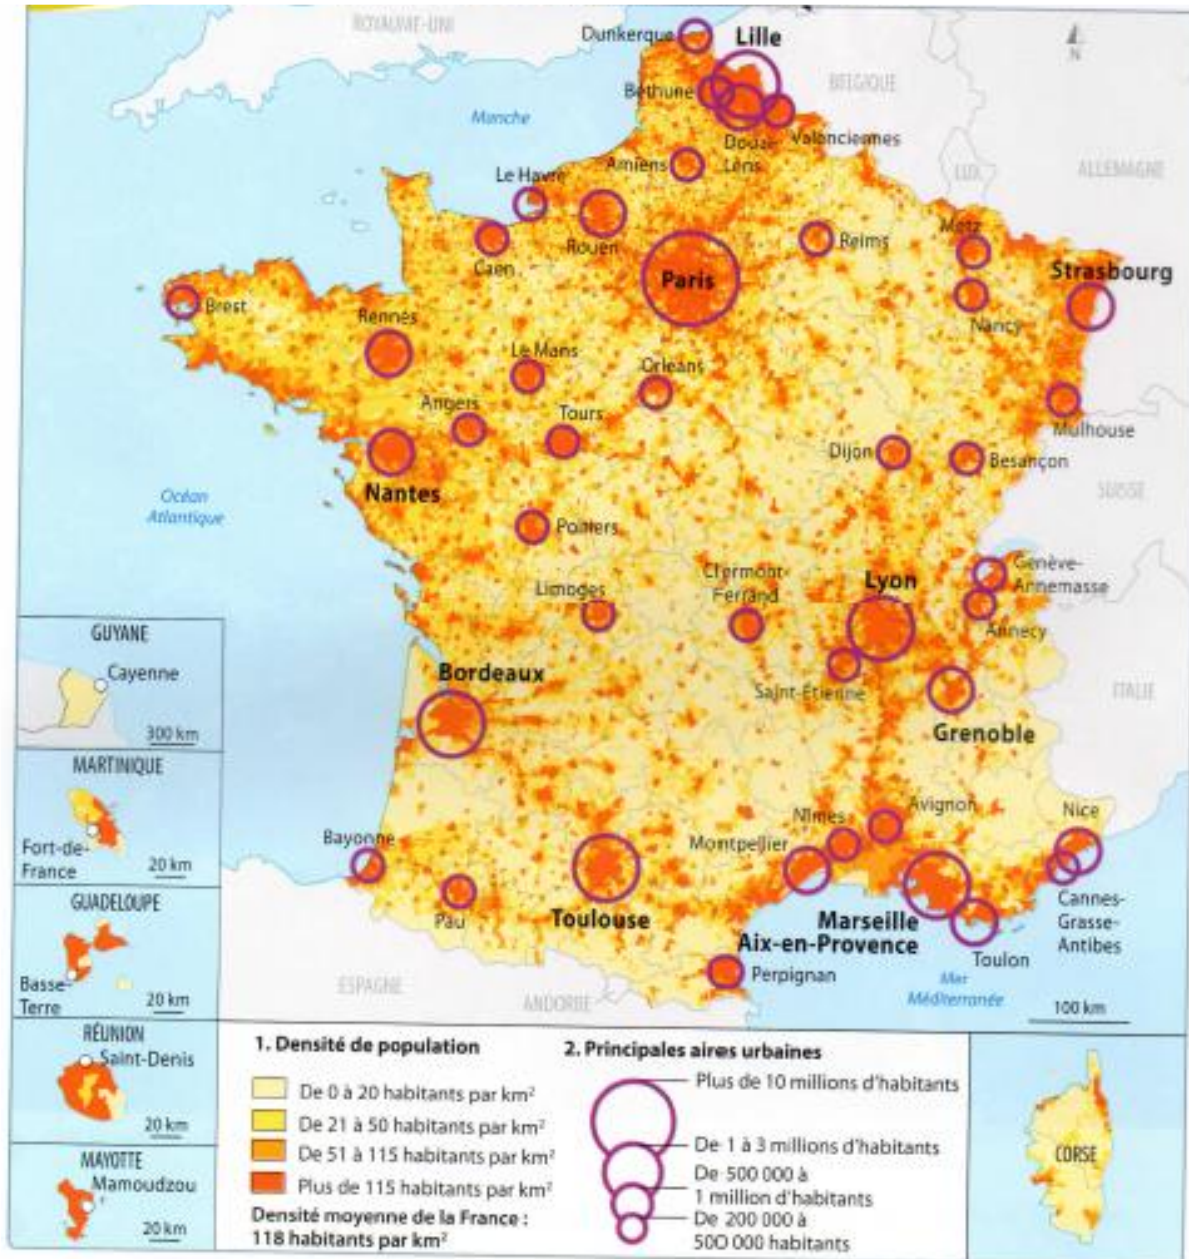 ROYAUME-UNI
Dunkerque
Lille
BELGIQUE
N
Béthune
Manche
Valenciennes
Douai-
Lens
Amiens
LUX.
ALLEMAGNE
Le Havre
Rouen
Caen
Reims
Metz
Paris
Strasbourg
Nancy
Brest
Rennes
Le Mans
Orléans
Angers
Tours
Mulhouse
Dijon
Besançon
Nantes
SUISSE
Océan
Atlantique
Poitiers
Limoges
Clermont-
Ferrand
Lyon
Genève-
Annemasse
Annecy
Saint-Étienne
ITALIE
Bordeaux
Grenoble
Nîmes
Avignon
Nice
Montpellier
Bayonne
Pau
Toulouse
Marseille
Aix-en-Provence
Cannes-
Grasse-
Antibes
Toulon
Perpignan
Mer
Méditerranée
ESPAGNE
ANDORRE
100 km
GUYANE
Cayenne
300 km
MARTINIQUE
Fort-de-
France
20 km
GUADELOUPE
Basse-
Terre
20 km
RÉUNION
Saint-Denis
20 km
MAYOTTE
Mamoudzou
20 km
1. Densité de population
De 0 à 20 habitants par km²
De 21 à 50 habitants par km²
De 51 à 115 habitants par km²
Plus de 115 habitants par km²
Densité moyenne de la France :
118 habitants par km²
2. Principales aires urbaines
Plus de 10 millions d'habitants
De 1 à 3 millions d'habitants
De 500 000 à
1 million d'habitants
De 200 000 à
500 000 habitants
CORSE